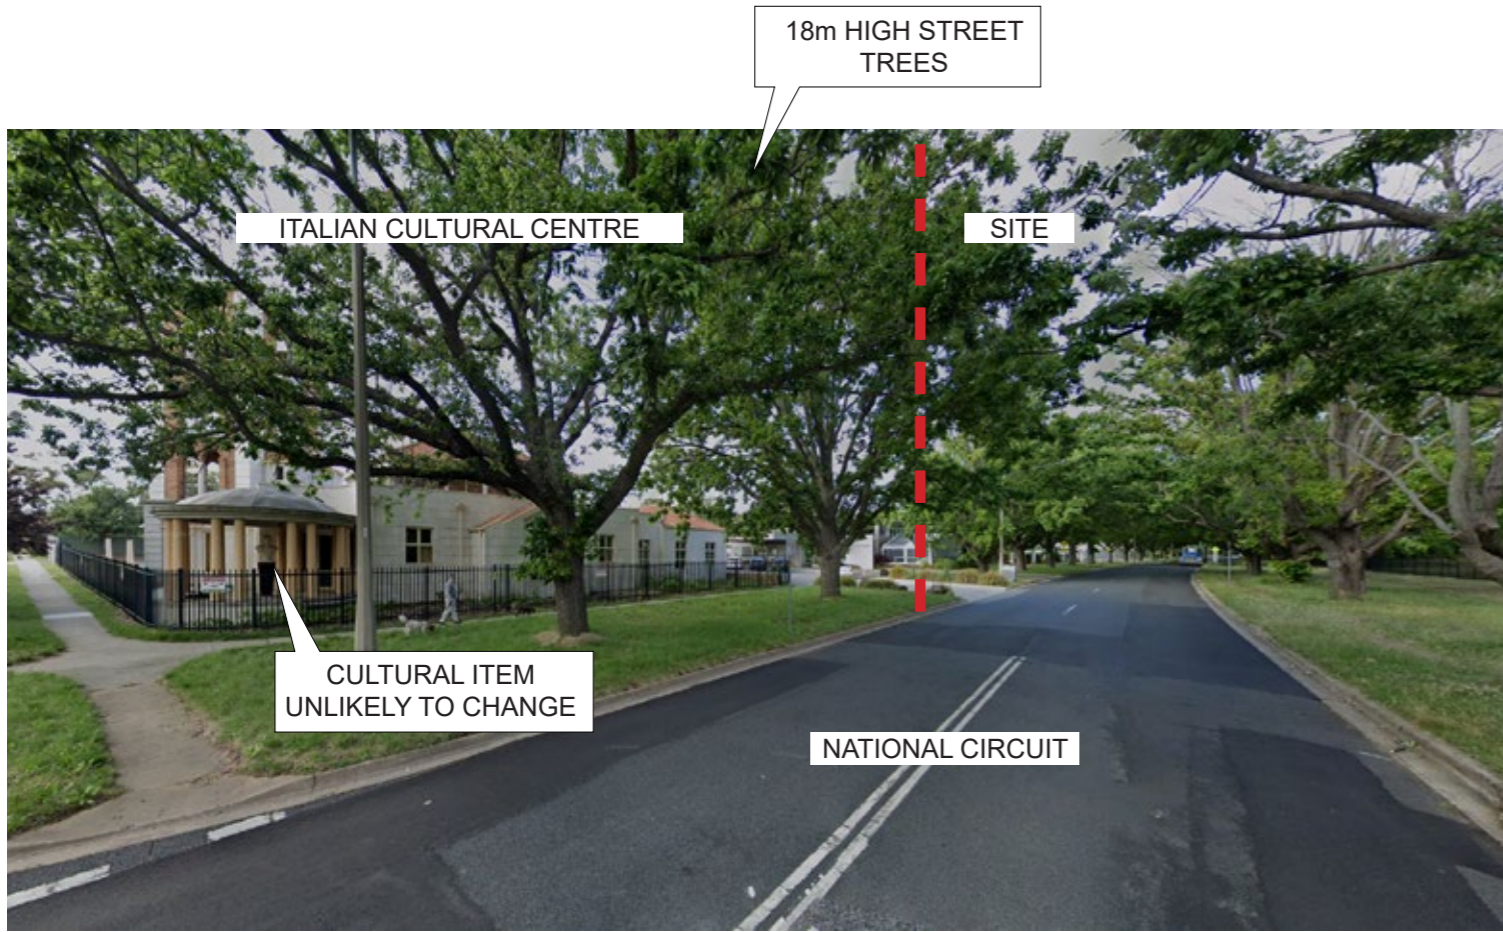 18m HIGH STREET
TREES
ITALIAN CULTURAL CENTRE
SITE
CULTURAL ITEM
UNLIKELY TO CHANGE
NATIONAL CIRCUIT